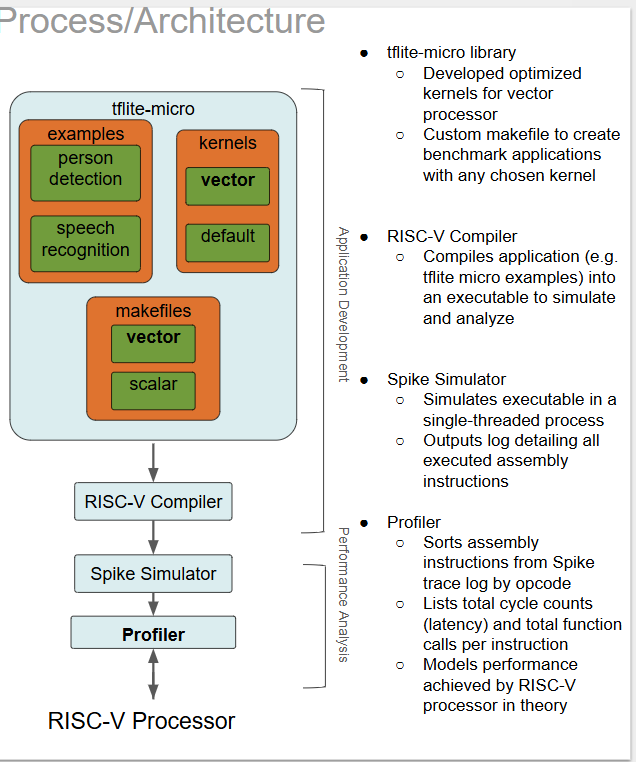 Process/Architecture
tflite-micro
examples
person
detection
speech
recognition
kernels
vector
default
makefiles
vector
scalar
RISC-V Compiler
Spike Simulator
Profiler
RISC-V Processor
Application Development
Performance Analysis
● tflite-micro library
○ Developed optimized
kernels for vector
processor
○ Custom makefile to create
benchmark applications
with any chosen kernel
● RISC-V Compiler
○ Compiles application (e.g.
tflite micro examples) into
an executable to simulate
and analyze
● Spike Simulator
○ Simulates executable in a
single-threaded process
○ Outputs log detailing all
executed assembly
instructions
● Profiler
○ Sorts assembly
instructions from Spike
trace log by opcode
○ Lists total cycle counts
(latency) and total function
calls per instruction
○ Models performance
achieved by RISC-V
processor in theory